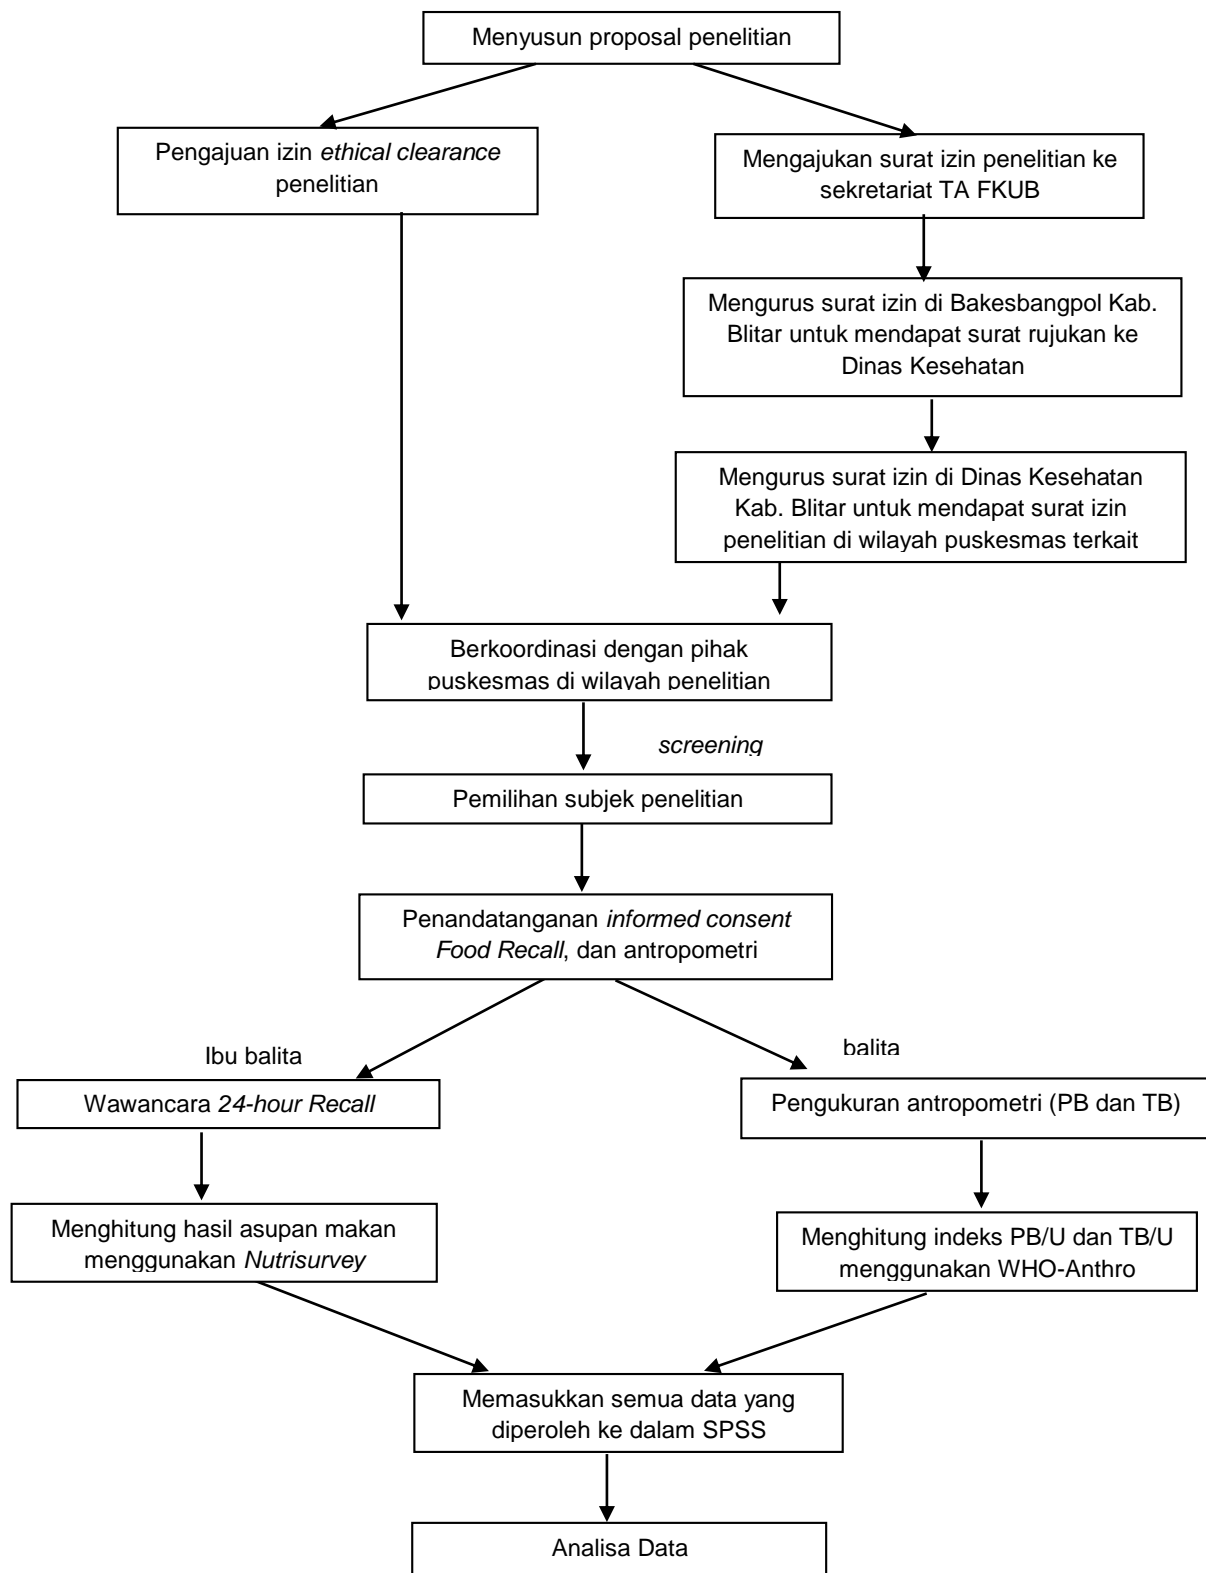 Menyusun proposal penelitian
Pengajuan izin ethical clearance
penelitian
Mengajukan surat izin penelitian ke
sekretariat TA FKUB
Mengurus surat izin di Bakesbangpol Kab.
Blitar untuk mendapat surat rujukan ke
Dinas Kesehatan
Mengurus surat izin di Dinas Kesehatan
Kab. Blitar untuk mendapat surat izin
penelitian di wilayah puskesmas terkait
Berkoordinasi dengan pihak
puskesmas di wilayah penelitian
screening
Pemilihan subjek penelitian
Penandatanganan informed consent
Food Recall, dan antropometri
Ibu balita
balita
Wawancara 24-hour Recall
Pengukuran antropometri (PB dan TB)
Menghitung hasil asupan makan
menggunakan Nutrisurvey
Menghitung indeks PB/U dan TB/U
menggunakan WHO-Anthro
Memasukkan semua data yang
diperoleh ke dalam SPSS
Analisa Data